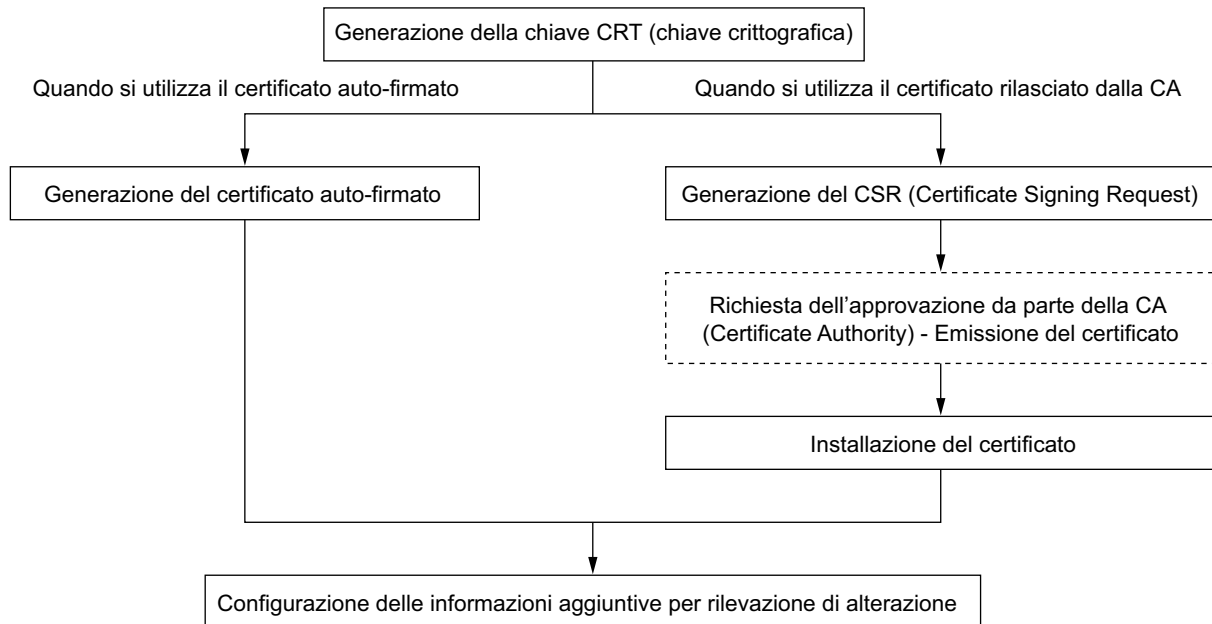 Generazione della chiave CRT (chiave crittografica)
Quando si utilizza il certificato auto-firmato
Quando si utilizza il certificato rilasciato dalla CA
Generazione del certificato auto-firmato
Generazione del CSR (Certificate Signing Request)
Richiesta dell’approvazione da parte della CA
(Certificate Authority) - Emissione del certificato
Installazione del certificato
Configurazione delle informazioni aggiuntive per rilevazione di alterazione